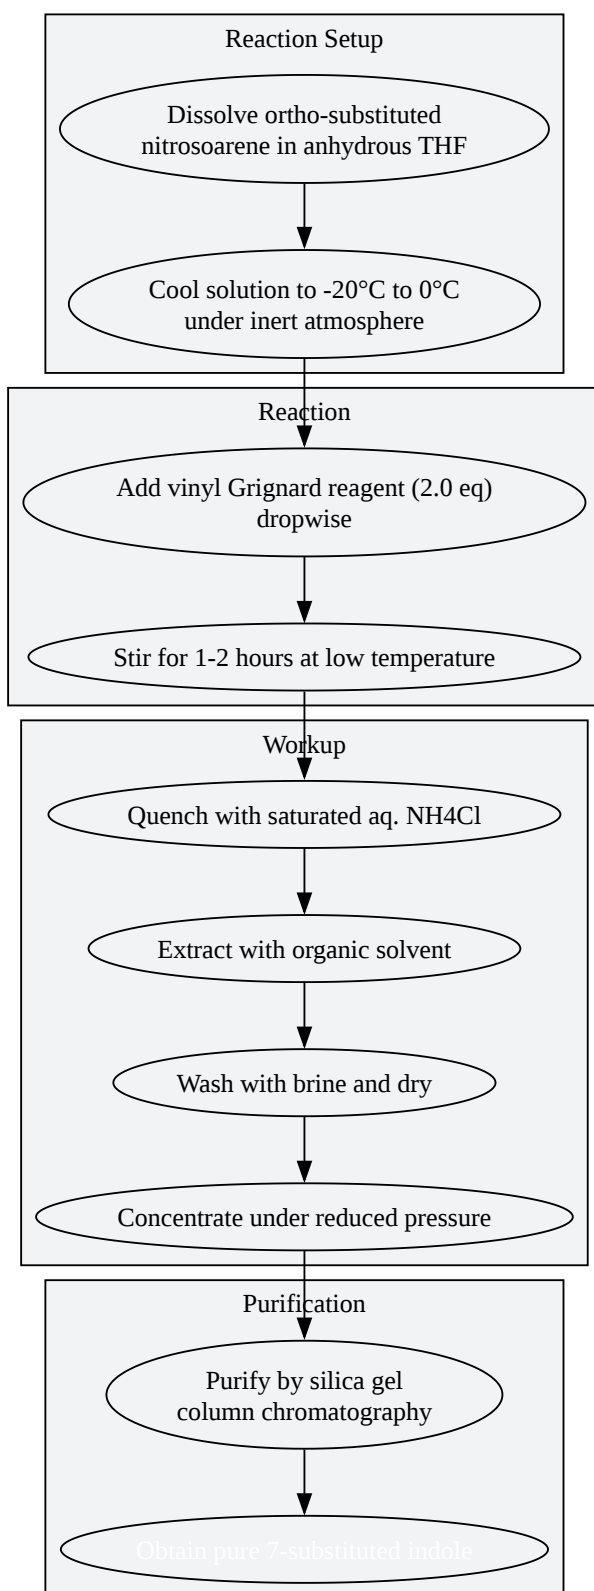 Reaction Setup
Dissolve ortho-substituted
nitrosoarene in anhydrous THF
Cool solution to -20°C to 0°C
under inert atmosphere
Reaction
Add vinyl Grignard reagent (2.0 eq)
dropwise
Stir for 1-2 hours at low temperature
Workup
Quench with saturated aq. NH4Cl
Extract with organic solvent
Wash with brine and dry
Concentrate under reduced pressure
Purification
Purify by silica gel
column chromatography
Obtain pure 7-substituted indole